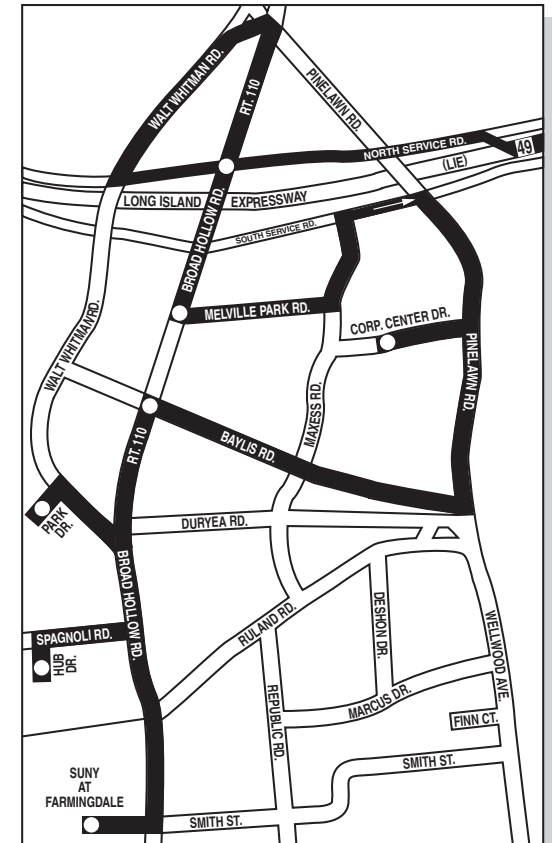 WALT WHITMAN RD.
RT. 110
PINELAWN RD.
NORTH SERVICE RD.
49
(LIE)
LONG ISLAND EXPRESSWAY
BROAD HOLLOW RD.
SOUTH SERVICE RD.
MELVILLE PARK RD.
CORP. CENTER DR.
WALT WHITMAN RD.
PINELAWN RD.
MAXESS RD.
RT. 110
BAYLIS RD.
PARK
DR.
DURYEA RD.
BROAD HOLLOW RD.
RULAND RD.
DESHON DR.
WELLWOOD AVE.
SPAGNOLI RD.
HUB
DR.
REPUBLIC RD.
MARCUS DR.
FINN CT.
SMITH ST.
SUNY
AT
FARMINGDALE
SMITH ST.